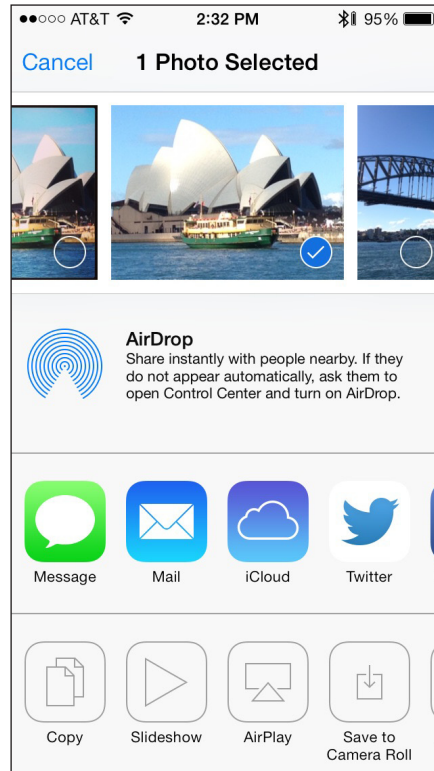 AT&T 2:32 PM 95%
Cancel 1 Photo Selected
AirDrop
Share instantly with people nearby. If they
do not appear automatically, ask them to
open Control Center and turn on AirDrop.
Message Mail iCloud Twitter
Copy Slideshow AirPlay Save to
Camera Roll